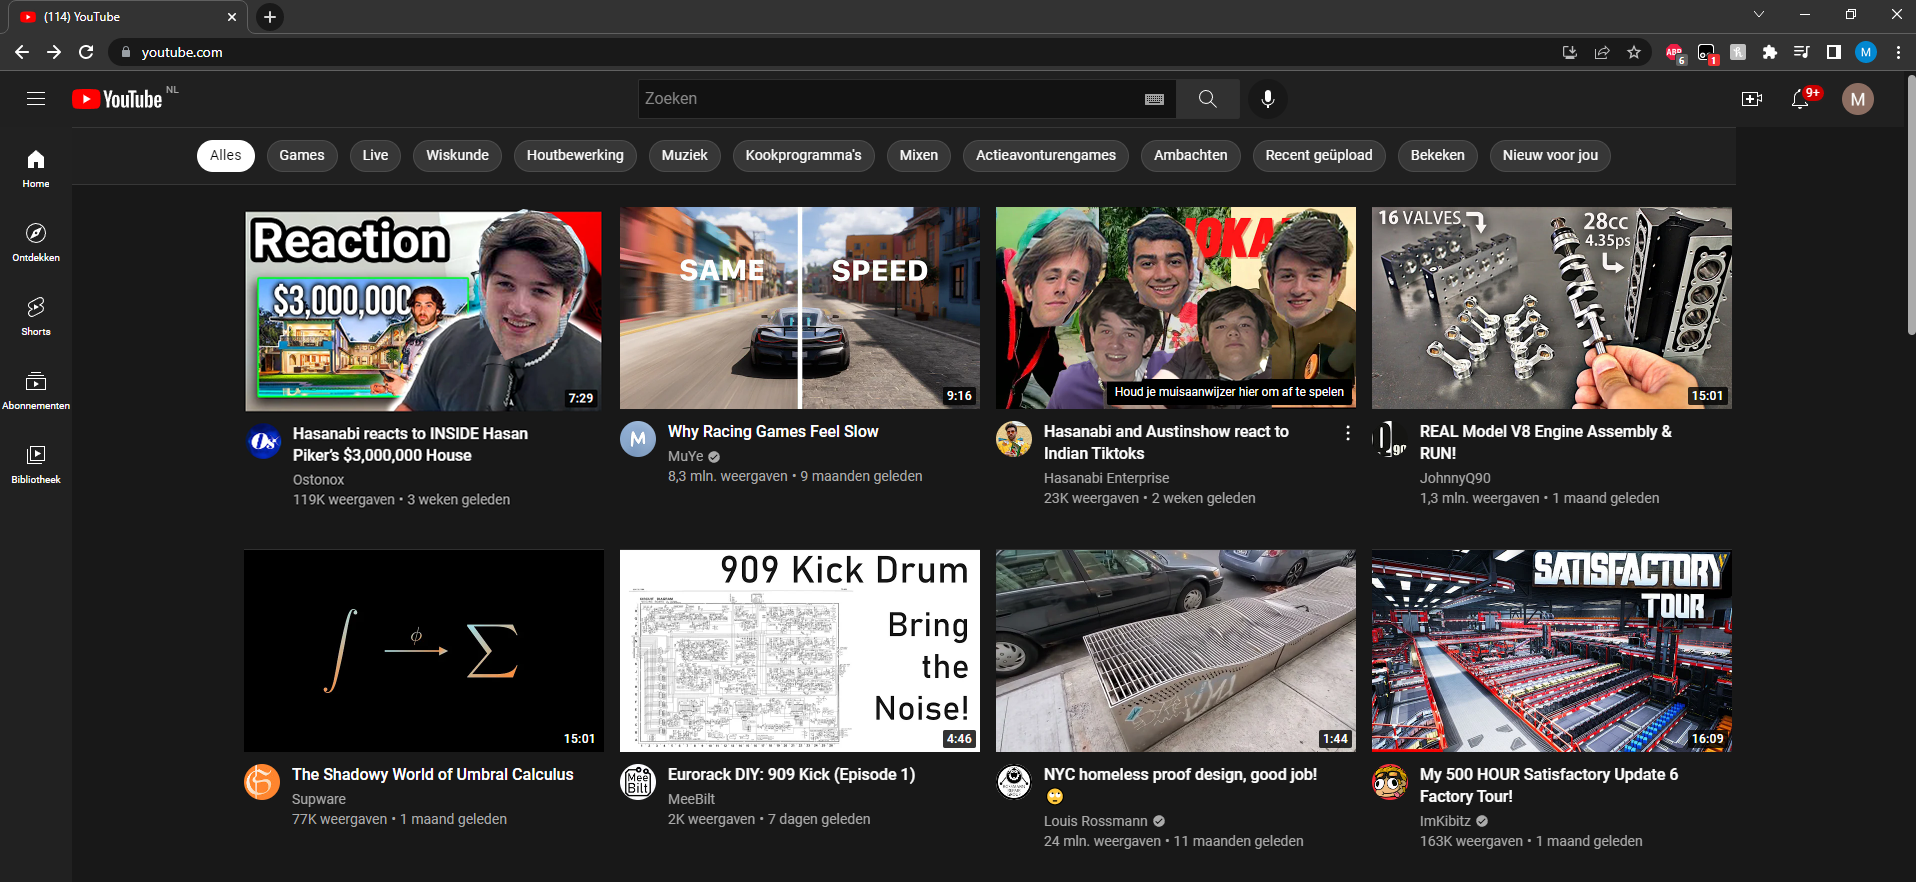 (114) YouTube
youtube.com
ABP 6 1
M
YouTube NL
Zoeken
9+
M
Alles Games Live Wiskunde Houtbewerking Muziek Kookprogramma's Mixen Actieavonturengames Ambachten Recent geüpload Bekeken Nieuw voor jou
Home
Ontdekken
Shorts
Abonnementen
Bibliotheek
Reaction
$3,000,000
7:29
Os
Hasanabi reacts to INSIDE Hasan
Piker's $3,000,000 House
Ostonox
119K weergaven • 3 weken geleden
SAME SPEED
9:16
M
Why Racing Games Feel Slow
MuYe
8,3 mln. weergaven • 9 maanden geleden
Houd je muisaanwijzer hier om af te spelen
Hasanabi and Austinshow react to
Indian Tiktoks
Hasanabi Enterprise
23K weergaven • 2 weken geleden
16 VALVES
28cc
4.35ps
15:01
Q90
REAL Model V8 Engine Assembly &
RUN!
JohnnyQ90
1,3 mln. weergaven • 1 maand geleden
∫ ϕ ∑
15:01
The Shadowy World of Umbral Calculus
Supware
77K weergaven • 1 maand geleden
909 Kick Drum
Bring
the
Noise!
4:46
Mee
Bilt
Eurorack DIY: 909 Kick (Episode 1)
MeeBilt
2K weergaven • 7 dagen geleden
1:44
NYC homeless proof design, good job!
🙄
Louis Rossmann
24 mln. weergaven • 11 maanden geleden
SATISFACTORY
TOUR
16:09
My 500 HOUR Satisfactory Update 6
Factory Tour!
ImKibitz
163K weergaven • 1 maand geleden